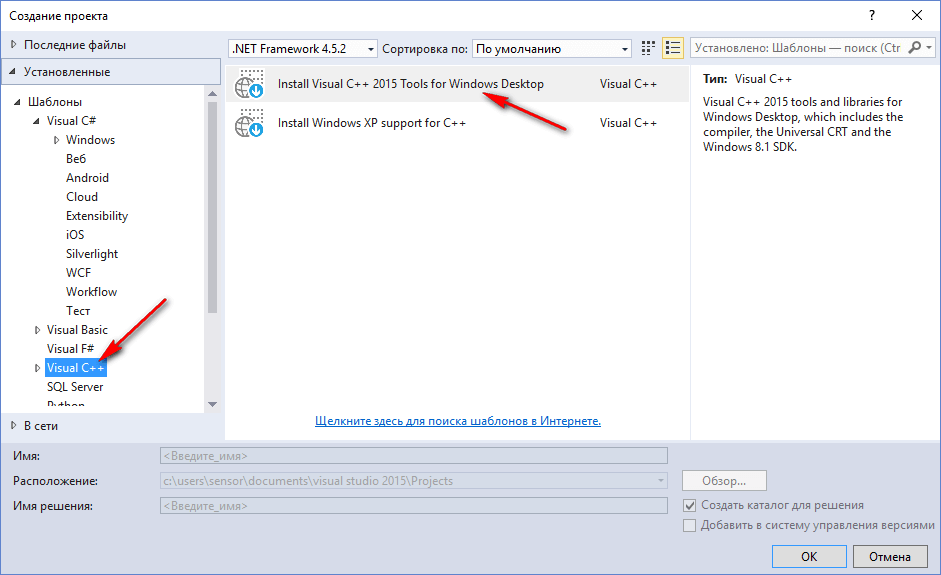 Создание проекта
?
Последние файлы
.NET Framework 4.5.2
Сортировка по:
По умолчанию
Установлено: Шаблоны — поиск (Ctr
Установленные
Шаблоны
Visual C#
Windows
Веб
Android
Cloud
Extensibility
iOS
Silverlight
WCF
Workflow
Тест
Visual Basic
Visual F#
Visual C++
SQL Server
Python
В сети
Install Visual C++ 2015 Tools for Windows Desktop
Visual C++
Install Windows XP support for C++
Visual C++
Щелкните здесь для поиска шаблонов в Интернете.
Тип: Visual C++
Visual C++ 2015 tools and libraries for
Windows Desktop, which includes the
compiler, the Universal CRT and the
Windows 8.1 SDK.
Имя:
<Введите_имя>
Расположение:
c:\users\sensor\documents\visual studio 2015\Projects
Обзор...
Имя решения:
<Введите_имя>
Создать каталог для решения
Добавить в систему управления версиями
ОК
Отмена